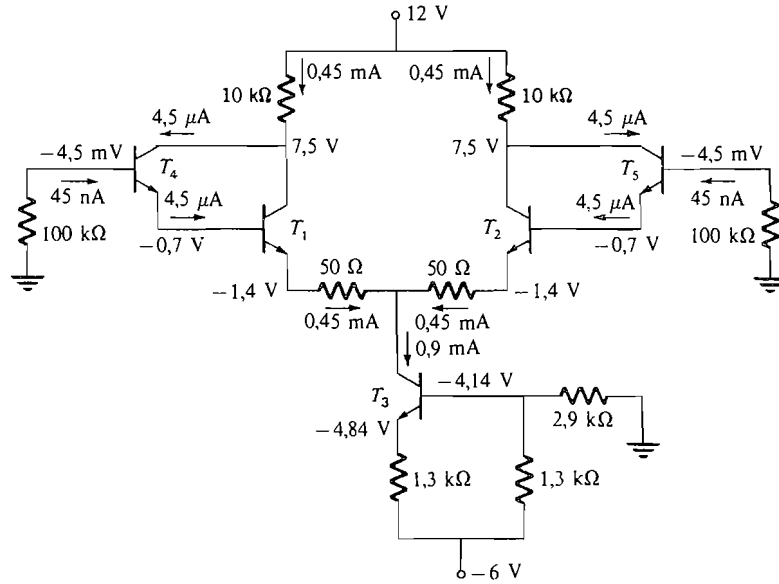 12 V
0,45 mA
0,45 mA
10 kΩ
10 kΩ
4,5 μA
4,5 μA
−4,5 mV
7,5 V
7,5 V
−4,5 mV
T4
T5
45 nA
4,5 μA
4,5 μA
45 nA
100 kΩ
T1
T2
100 kΩ
−0,7 V
−0,7 V
50 Ω
50 Ω
−1,4 V
−1,4 V
0,45 mA
0,45 mA
0,9 mA
−4,14 V
T3
2,9 kΩ
−4,84 V
1,3 kΩ
1,3 kΩ
−6 V